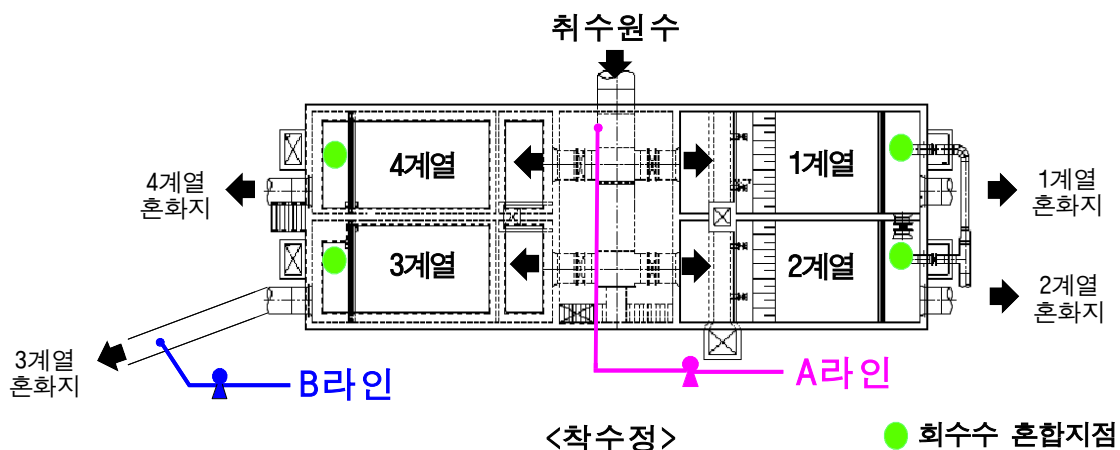 취수원수
4계열
1계열
4계열
혼화지
1계열
혼화지
3계열
2계열
2계열
혼화지
3계열
혼화지
B라인
A라인
<착수정>
회수수 혼합지점